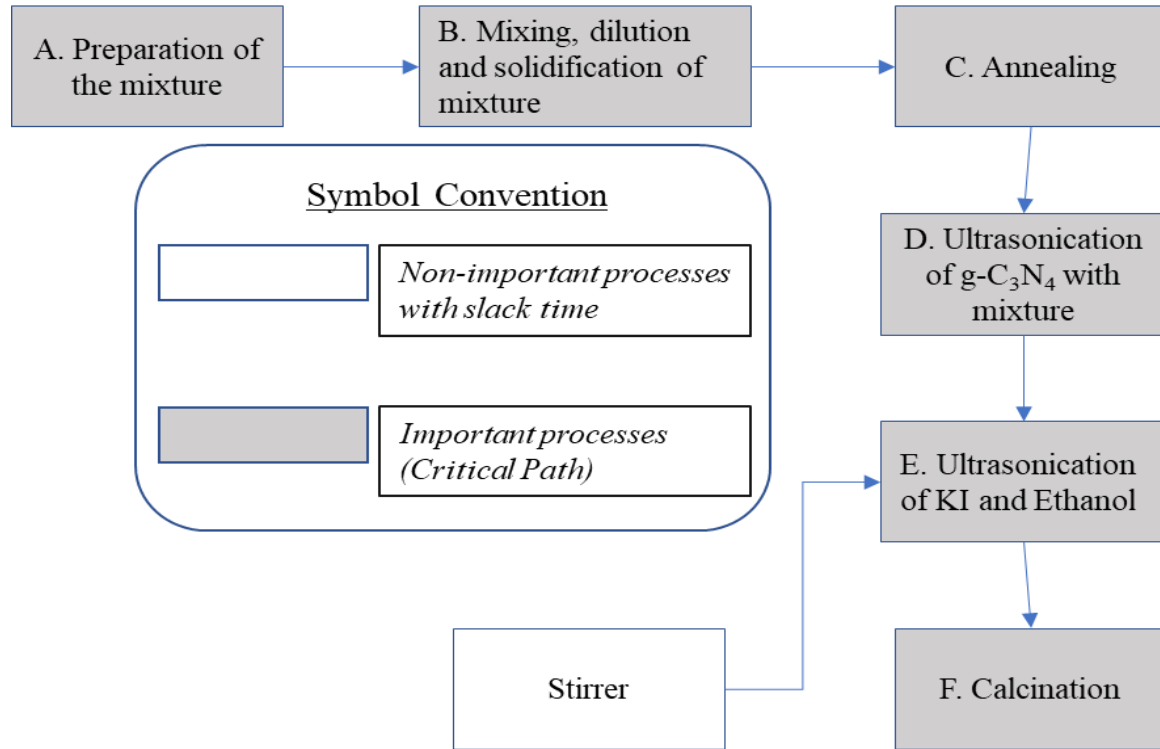 A. Preparation of
the mixture
B. Mixing, dilution
and solidification of
mixture
C. Annealing
Symbol Convention
Non-important processes
with slack time
Important processes
(Critical Path)
D. Ultrasonication
of g-C₃N₄ with
mixture
E. Ultrasonication
of KI and Ethanol
Stirrer
F. Calcination